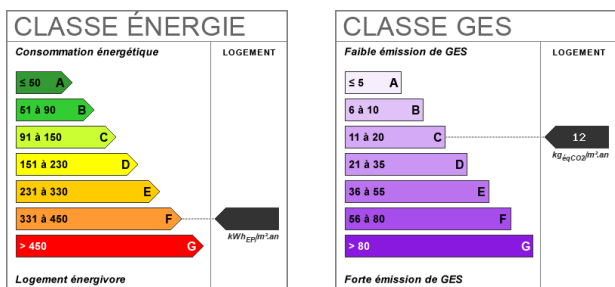 CLASSE ÉNERGIE
Consommation énergétique
LOGEMENT
≤ 50 A
51 à 90 B
91 à 150 C
151 à 230 D
231 à 330 E
331 à 450 F
kWhEP/m².an
> 450 G
Logement énergivore
CLASSE GES
Faible émission de GES
LOGEMENT
≤ 5 A
6 à 10 B
11 à 20 C
12
kgéqCO2/m².an
21 à 35 D
36 à 55 E
56 à 80 F
> 80 G
Forte émission de GES